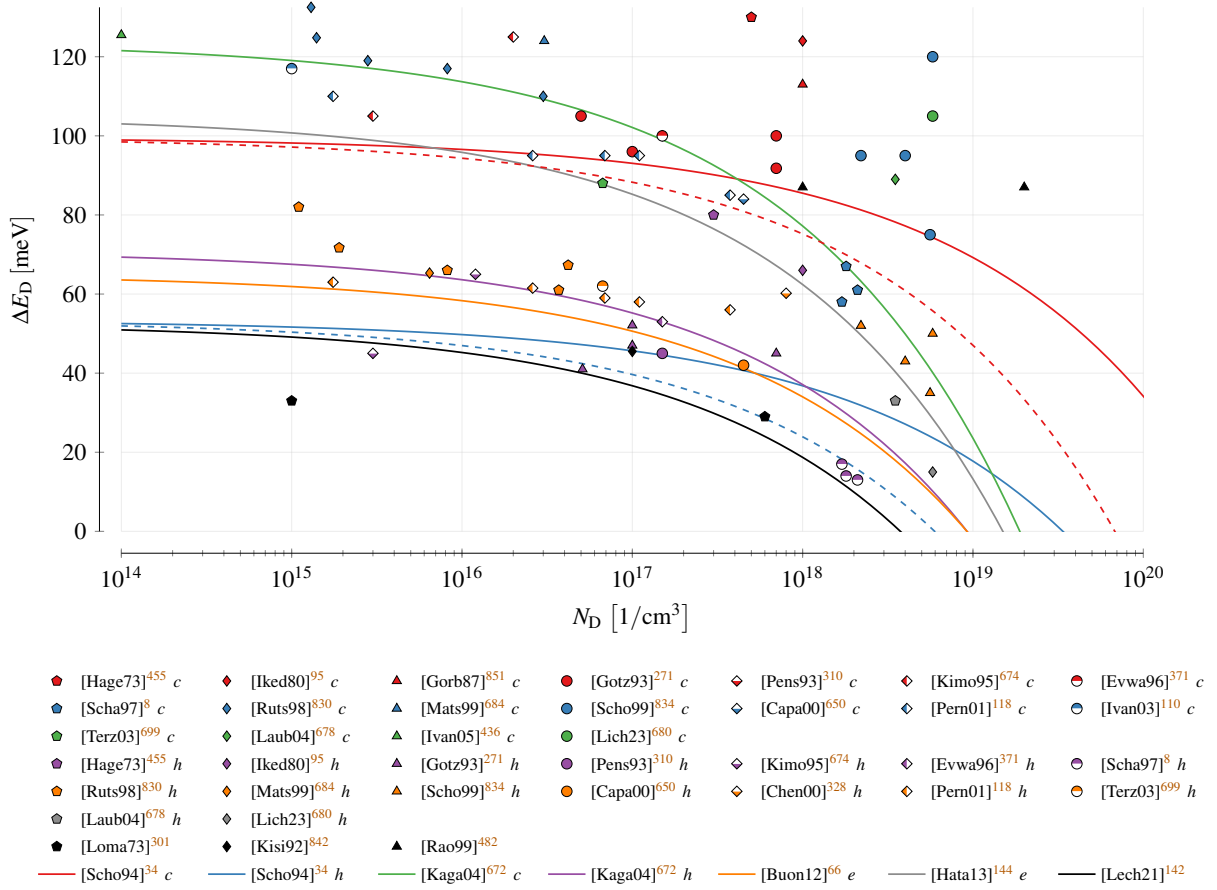 120
100
80
60
40
20
0
ΔE_D [meV]
10^14 10^15 10^16 10^17 10^18 10^19 10^20
N_D [1/cm^3]
[Hage73]^455 c [Iked80]^95 c [Gorb87]^851 c [Gotz93]^271 c [Pens93]^310 c [Kimo95]^674 c [Evwa96]^371 c
[Scha97]^8 c [Ruts98]^830 c [Mats99]^684 c [Scho99]^834 c [Capa00]^650 c [Pern01]^118 c [Ivan03]^110 c
[Terz03]^699 c [Laub04]^678 c [Ivan05]^436 c [Lich23]^680 c
[Hage73]^455 h [Iked80]^95 h [Gotz93]^271 h [Pens93]^310 h [Kimo95]^674 h [Evwa96]^371 h [Scha97]^8 h
[Ruts98]^830 h [Mats99]^684 h [Scho99]^834 h [Capa00]^650 h [Chen00]^328 h [Pern01]^118 h [Terz03]^699 h
[Laub04]^678 h [Lich23]^680 h
[Loma73]^301 [Kisi92]^842 [Rao99]^482
[Scho94]^34 c [Scho94]^34 h [Kaga04]^672 c [Kaga04]^672 h [Buon12]^66 e [Hata13]^144 e [Lech21]^142